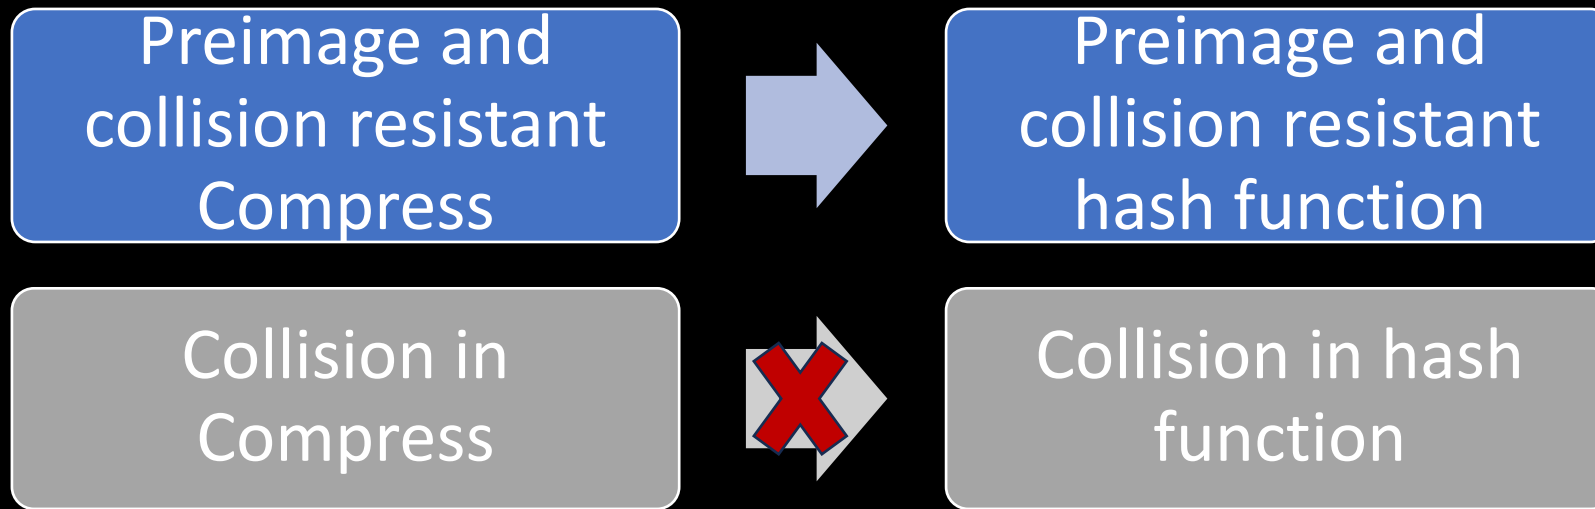 Preimage and
collision resistant
Compress
Preimage and
collision resistant
hash function
Collision in
Compress
Collision in hash
function